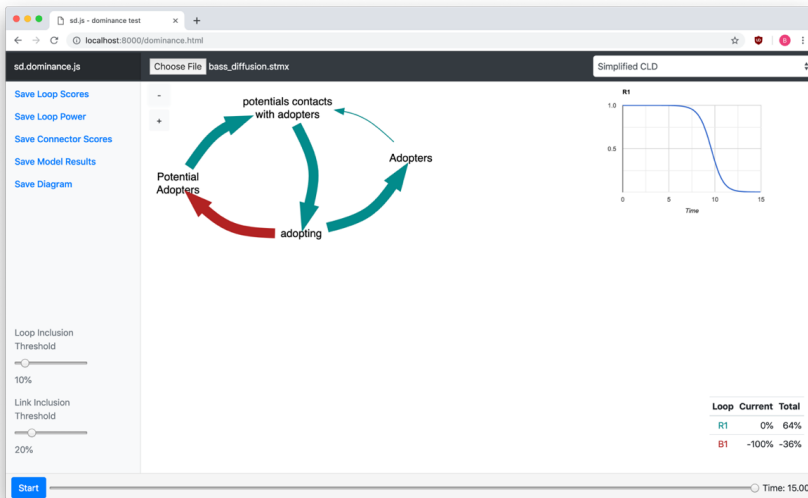 sd.js - dominance test
localhost:8000/dominance.html
B
sd.dominance.js
Choose File bass_diffusion.stmx
Simplified CLD
Save Loop Scores
Save Loop Power
Save Connector Scores
Save Model Results
Save Diagram
-
+
potentials contacts
with adopters
Adopters
Potential
Adopters
adopting
R1
1.0
0.5
0 5 10 15
Time
Loop Inclusion
Threshold
10%
Link Inclusion
Threshold
20%
Loop Current Total
R1 0% 64%
B1 -100% -36%
Start
Time: 15.00